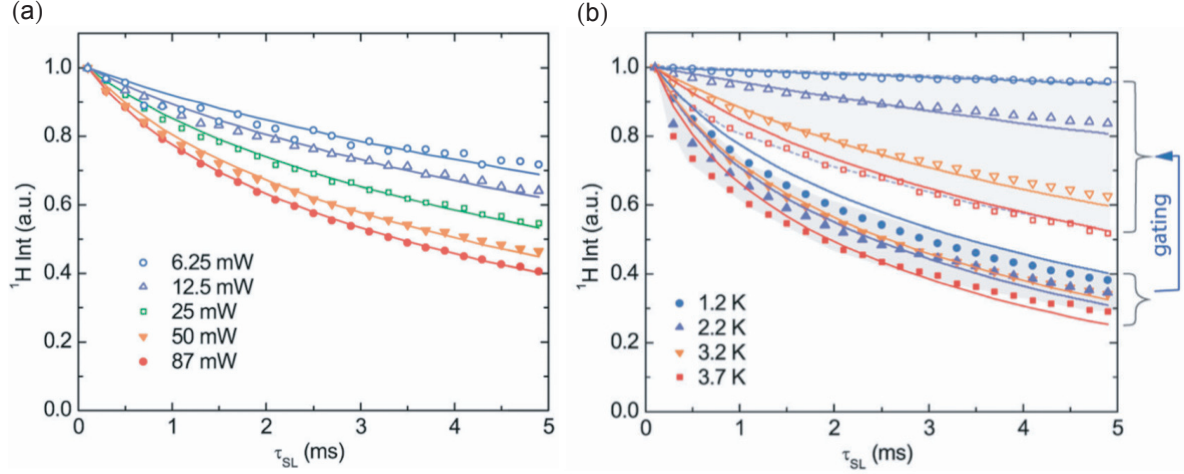 (a)
1.0
0.8
0.6
0.4
0.2
0.0
¹H Int (a.u.)
6.25 mW
12.5 mW
25 mW
50 mW
87 mW
0 1 2 3 4 5
τSL (ms)
(b)
1.0
0.8
0.6
0.4
0.2
0.0
¹H Int (a.u.)
1.2 K
2.2 K
3.2 K
3.7 K
0 1 2 3 4 5
τSL (ms)
gating